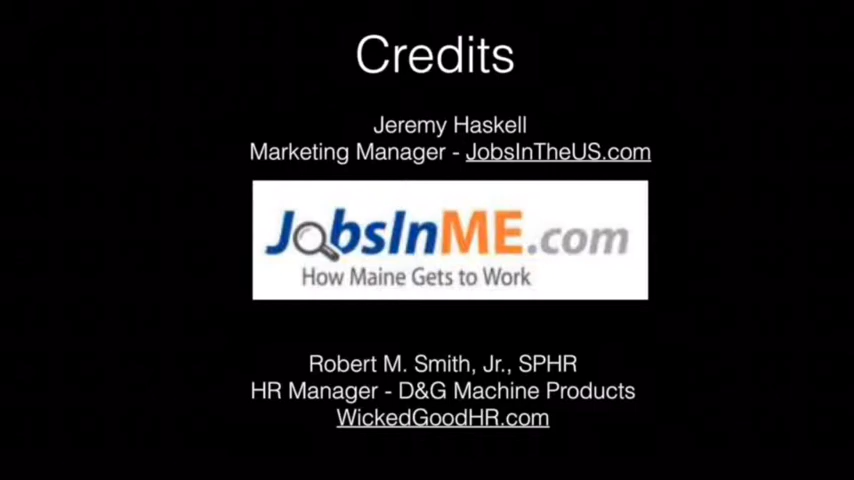 Credits
Jeremy Haskell
Marketing Manager - JobsInTheUS.com
JobsInME.com
How Maine Gets to Work
Robert M. Smith, Jr., SPHR
HR Manager - D&G Machine Products
WickedGoodHR.com